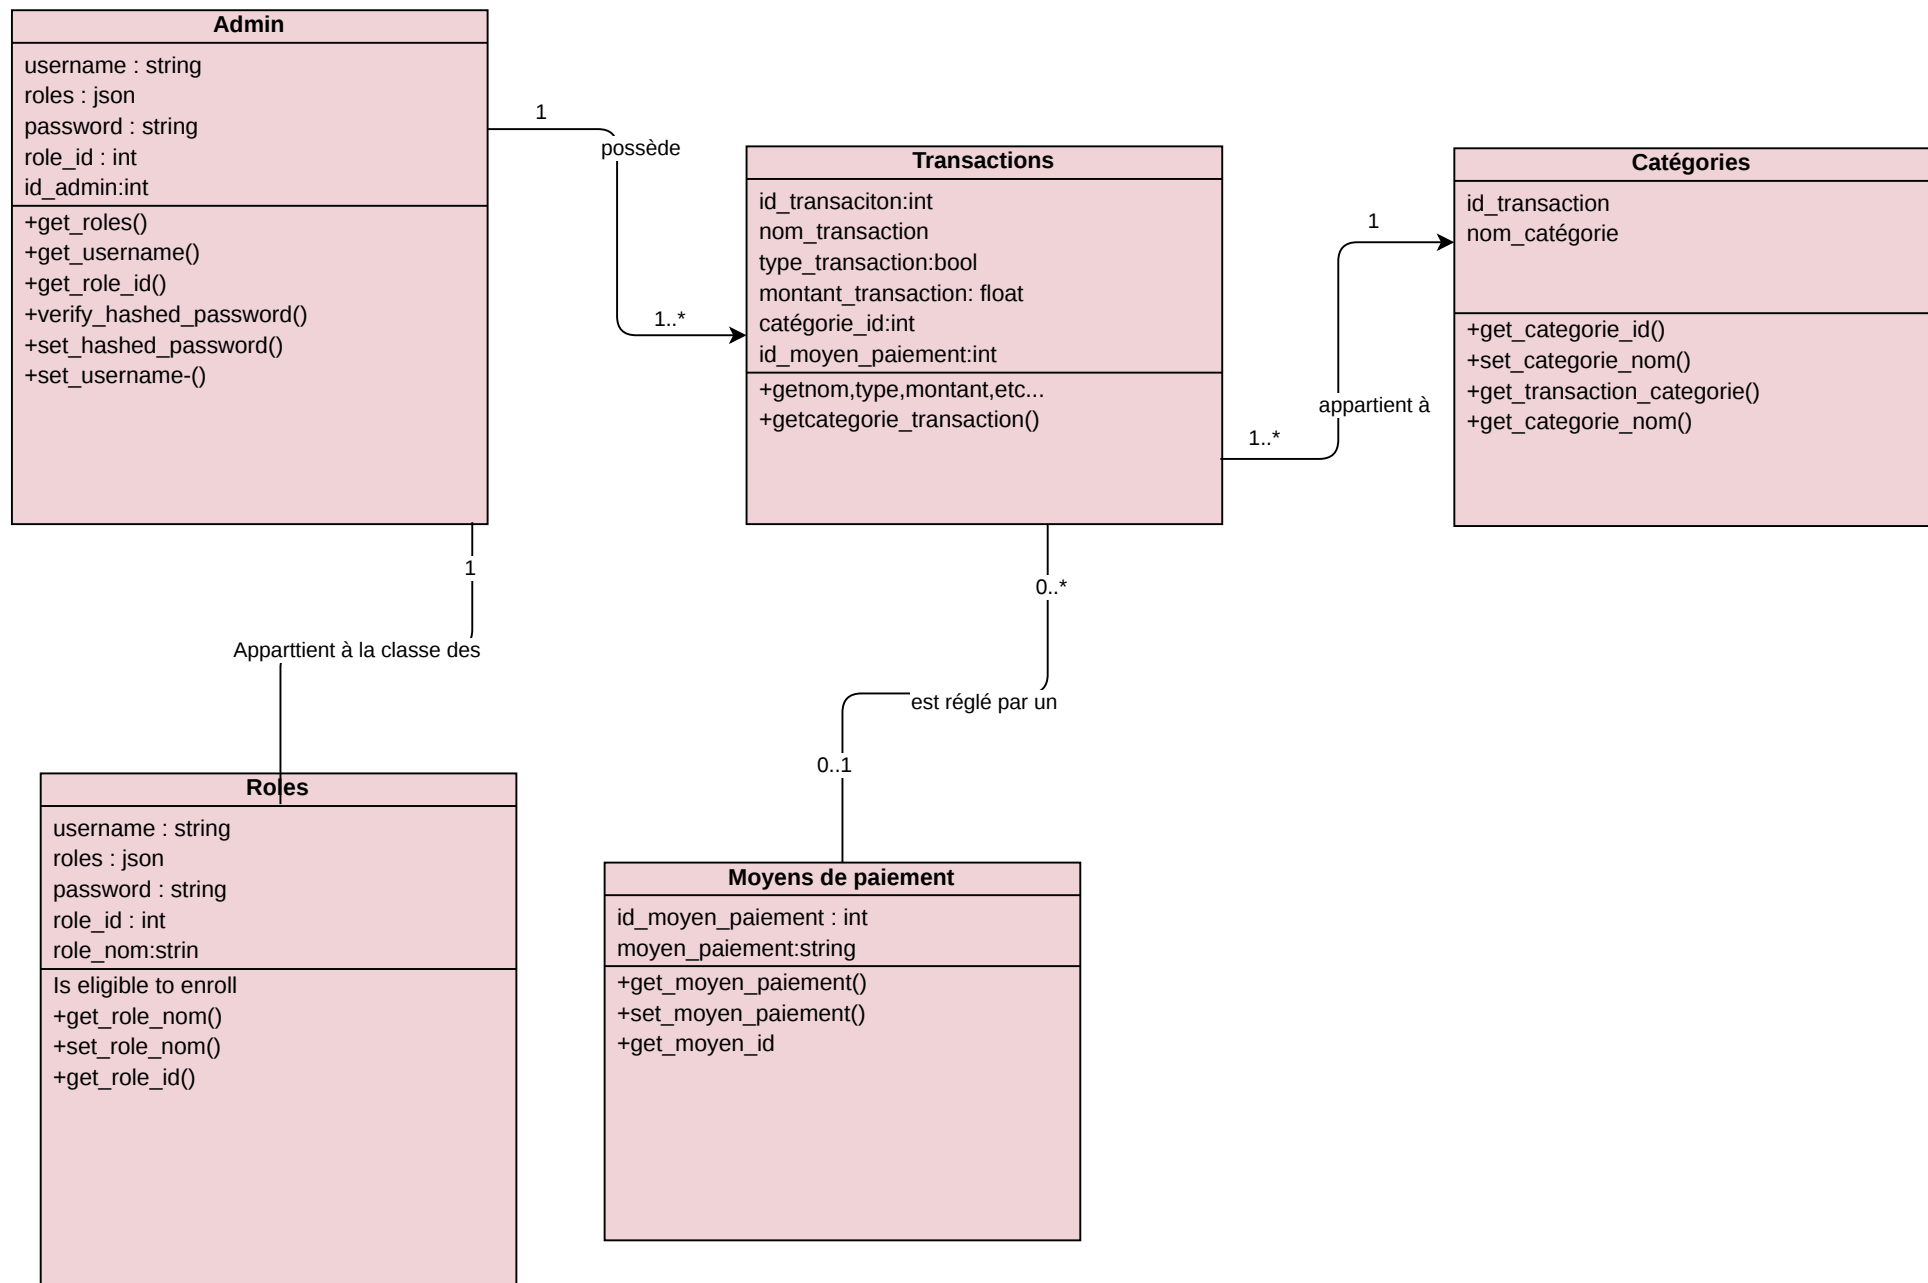 Admin
username : string
roles : json
password : string
role_id : int
id_admin:int
+get_roles()
+get_username()
+get_role_id()
+verify_hashed_password()
+set_hashed_password()
+set_username-()
1
possède
1..*
Transactions
id_transaciton:int
nom_transaction
type_transaction:bool
montant_transaction: float
catégorie_id:int
id_moyen_paiement:int
+getnom,type,montant,etc...
+getcategorie_transaction()
1
appartient à
1..*
Catégories
id_transaction
nom_catégorie
+get_categorie_id()
+set_categorie_nom()
+get_transaction_categorie()
+get_categorie_nom()
1
Apparttient à la classe des
0..*
est réglé par un
0..1
Roles
username : string
roles : json
password : string
role_id : int
role_nom:strin
Is eligible to enroll
+get_role_nom()
+set_role_nom()
+get_role_id()
Moyens de paiement
id_moyen_paiement : int
moyen_paiement:string
+get_moyen_paiement()
+set_moyen_paiement()
+get_moyen_id